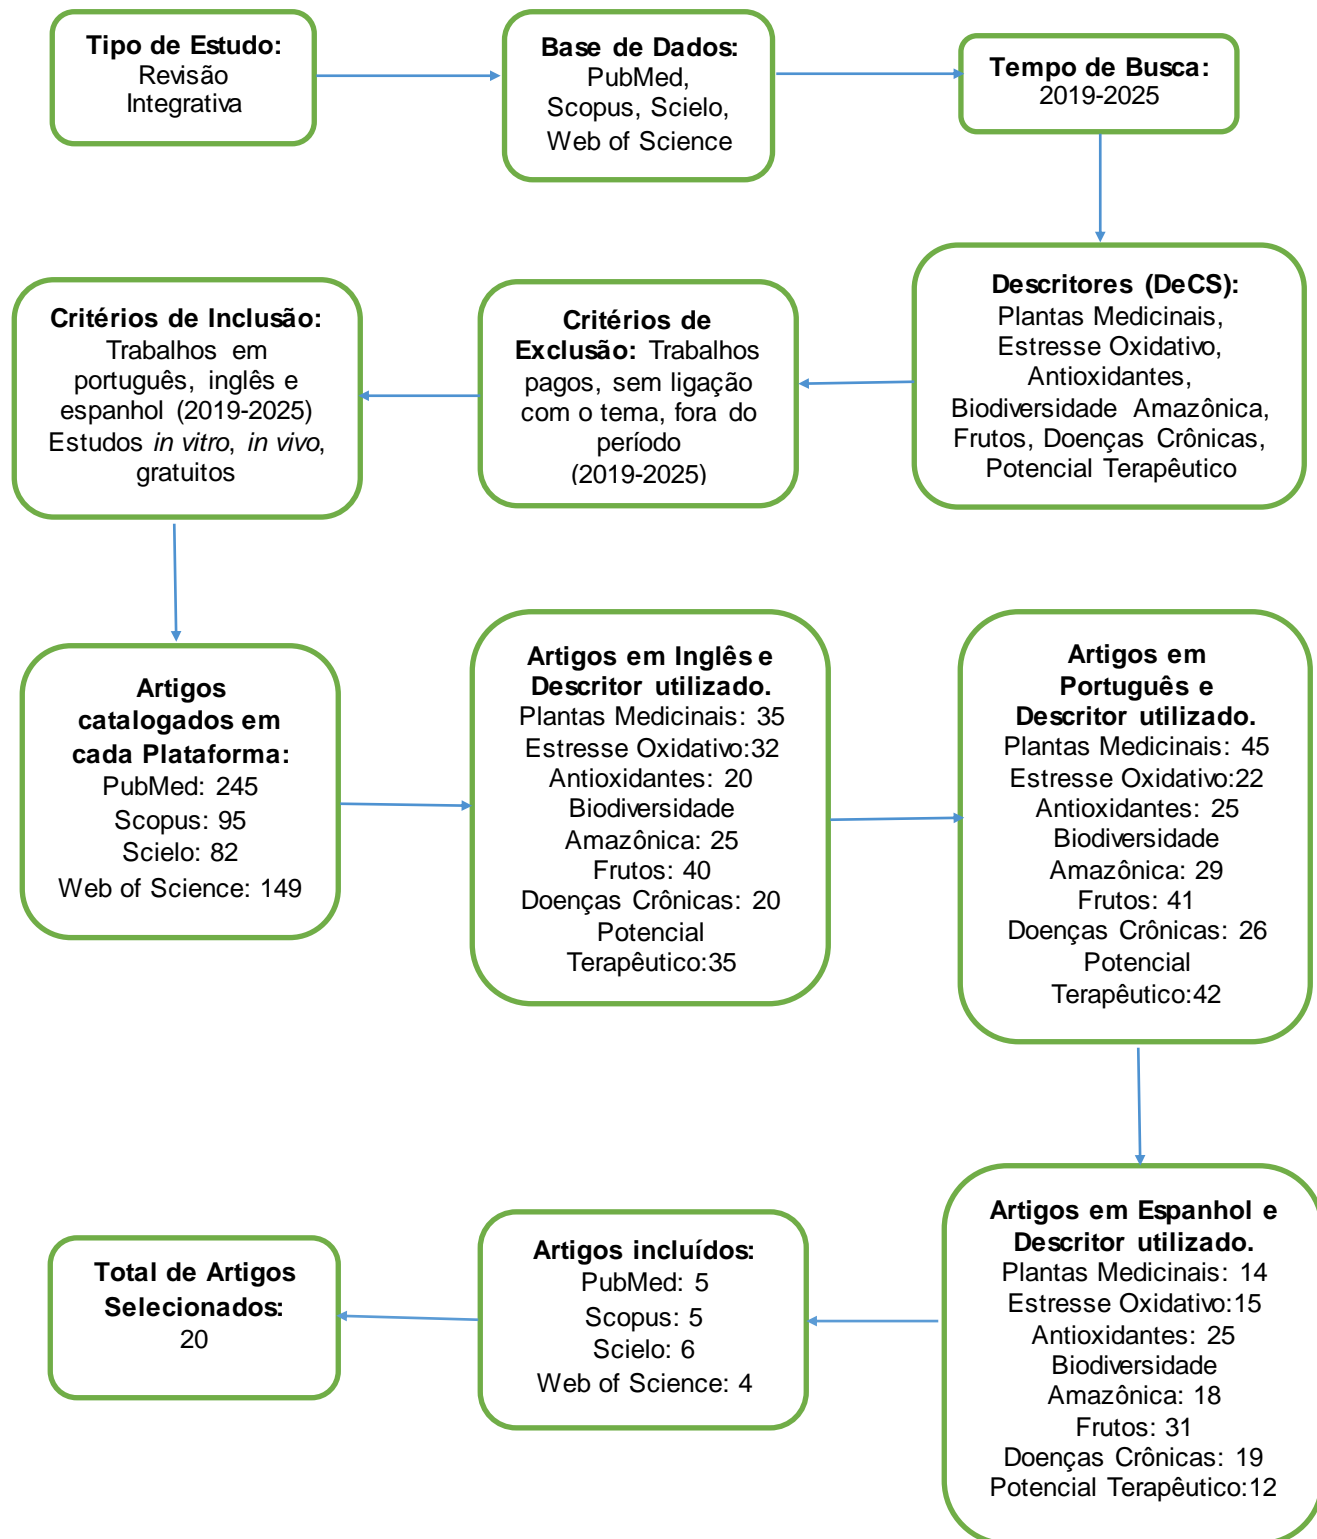 Tipo de Estudo:
Revisão
Integrativa
Base de Dados:
PubMed,
Scopus, Scielo,
Web of Science
Tempo de Busca:
2019-2025
Descritores (DeCS):
Plantas Medicinais,
Estresse Oxidativo,
Antioxidantes,
Biodiversidade Amazônica,
Frutos, Doenças Crônicas,
Potencial Terapêutico
Critérios de
Exclusão: Trabalhos
pagos, sem ligação
com o tema, fora do
período
(2019-2025)
Critérios de Inclusão:
Trabalhos em
português, inglês e
espanhol (2019-2025)
Estudos in vitro, in vivo,
gratuitos
Artigos
catalogados em
cada Plataforma:
PubMed: 245
Scopus: 95
Scielo: 82
Web of Science: 149
Artigos em Inglês e
Descritor utilizado.
Plantas Medicinais: 35
Estresse Oxidativo:32
Antioxidantes: 20
Biodiversidade
Amazônica: 25
Frutos: 40
Doenças Crônicas: 20
Potencial
Terapêutico:35
Artigos em
Português e
Descritor utilizado.
Plantas Medicinais: 45
Estresse Oxidativo:22
Antioxidantes: 25
Biodiversidade
Amazônica: 29
Frutos: 41
Doenças Crônicas: 26
Potencial
Terapêutico:42
Artigos em Espanhol e
Descritor utilizado.
Plantas Medicinais: 14
Estresse Oxidativo:15
Antioxidantes: 25
Biodiversidade
Amazônica: 18
Frutos: 31
Doenças Crônicas: 19
Potencial Terapêutico:12
Artigos incluídos:
PubMed: 5
Scopus: 5
Scielo: 6
Web of Science: 4
Total de Artigos
Selecionados:
20